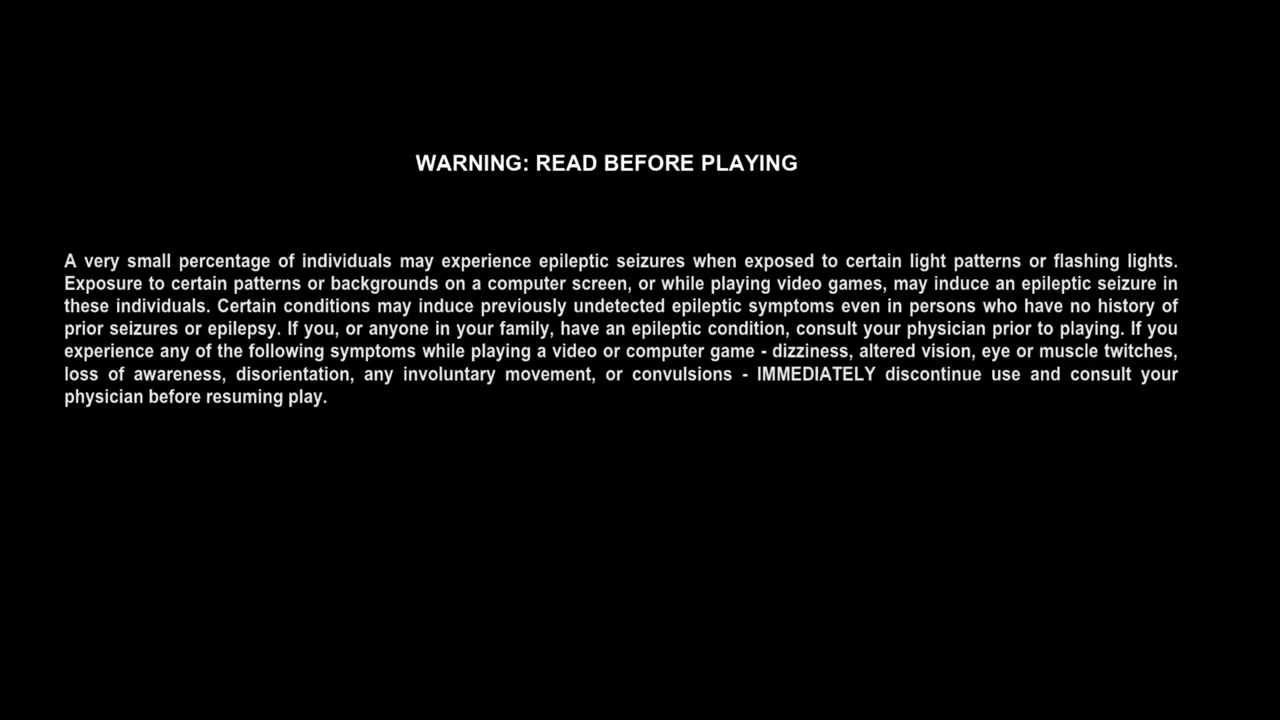 WARNING: READ BEFORE PLAYING
A very small percentage of individuals may experience epileptic seizures when exposed to certain light patterns or flashing lights.
Exposure to certain patterns or backgrounds on a computer screen, or while playing video games, may induce an epileptic seizure in
these individuals. Certain conditions may induce previously undetected epileptic symptoms even in persons who have no history of
prior seizures or epilepsy. If you, or anyone in your family, have an epileptic condition, consult your physician prior to playing. If you
experience any of the following symptoms while playing a video or computer game - dizziness, altered vision, eye or muscle twitches,
loss of awareness, disorientation, any involuntary movement, or convulsions - IMMEDIATELY discontinue use and consult your
physician before resuming play.